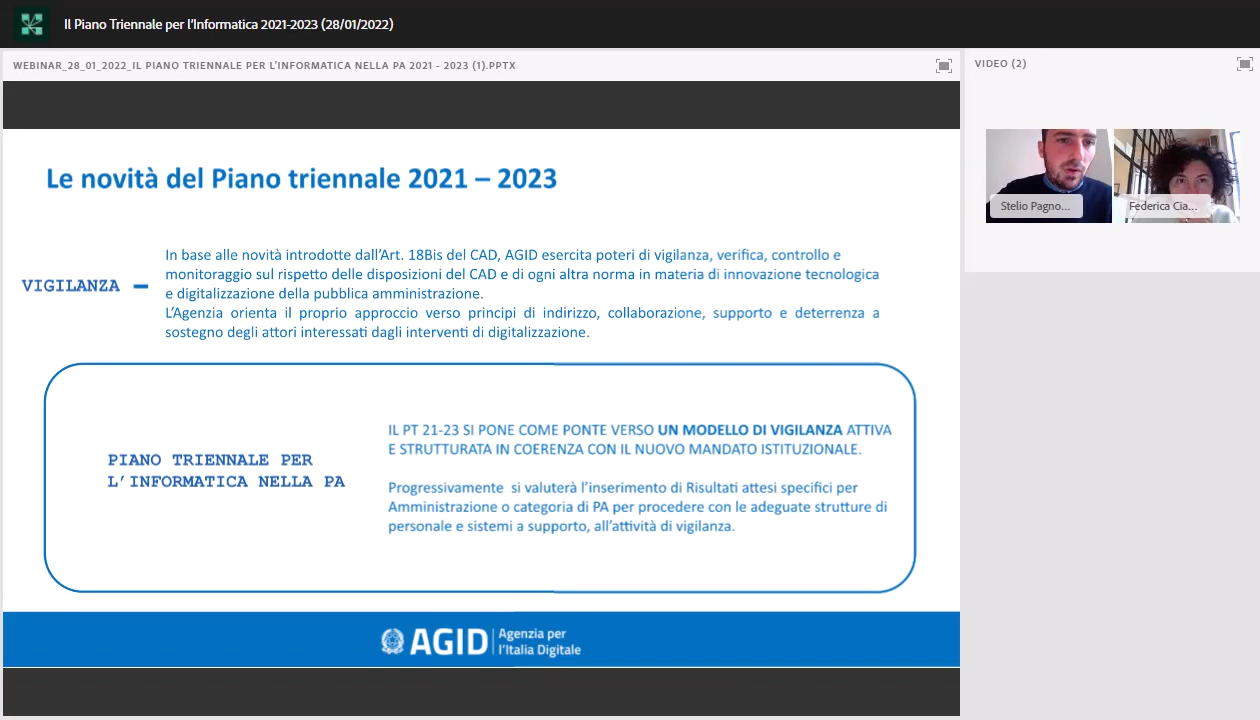 Il Piano Triennale per l'Informatica 2021-2023 (28/01/2022)
WEBINAR_28_01_2022_IL PIANO TRIENNALE PER L'INFORMATICA NELLA PA 2021 - 2023 (1).PPTX
VIDEO (2)
Stelio Pagno...
Federica Cia...
Le novità del Piano triennale 2021 – 2023
VIGILANZA –
In base alle novità introdotte dall'Art. 18Bis del CAD, AGID esercita poteri di vigilanza, verifica, controllo e
monitoraggio sul rispetto delle disposizioni del CAD e di ogni altra norma in materia di innovazione tecnologica
e digitalizzazione della pubblica amministrazione.
L'Agenzia orienta il proprio approccio verso principi di indirizzo, collaborazione, supporto e deterrenza a
sostegno degli attori interessati dagli interventi di digitalizzazione.
PIANO TRIENNALE PER
L'INFORMATICA NELLA PA
IL PT 21-23 SI PONE COME PONTE VERSO UN MODELLO DI VIGILANZA ATTIVA
E STRUTTURATA IN COERENZA CON IL NUOVO MANDATO ISTITUZIONALE.
Progressivamente si valuterà l'inserimento di Risultati attesi specifici per
Amministrazione o categoria di PA per procedere con le adeguate strutture di
personale e sistemi a supporto, all'attività di vigilanza.
AGID
Agenzia per
l'Italia Digitale